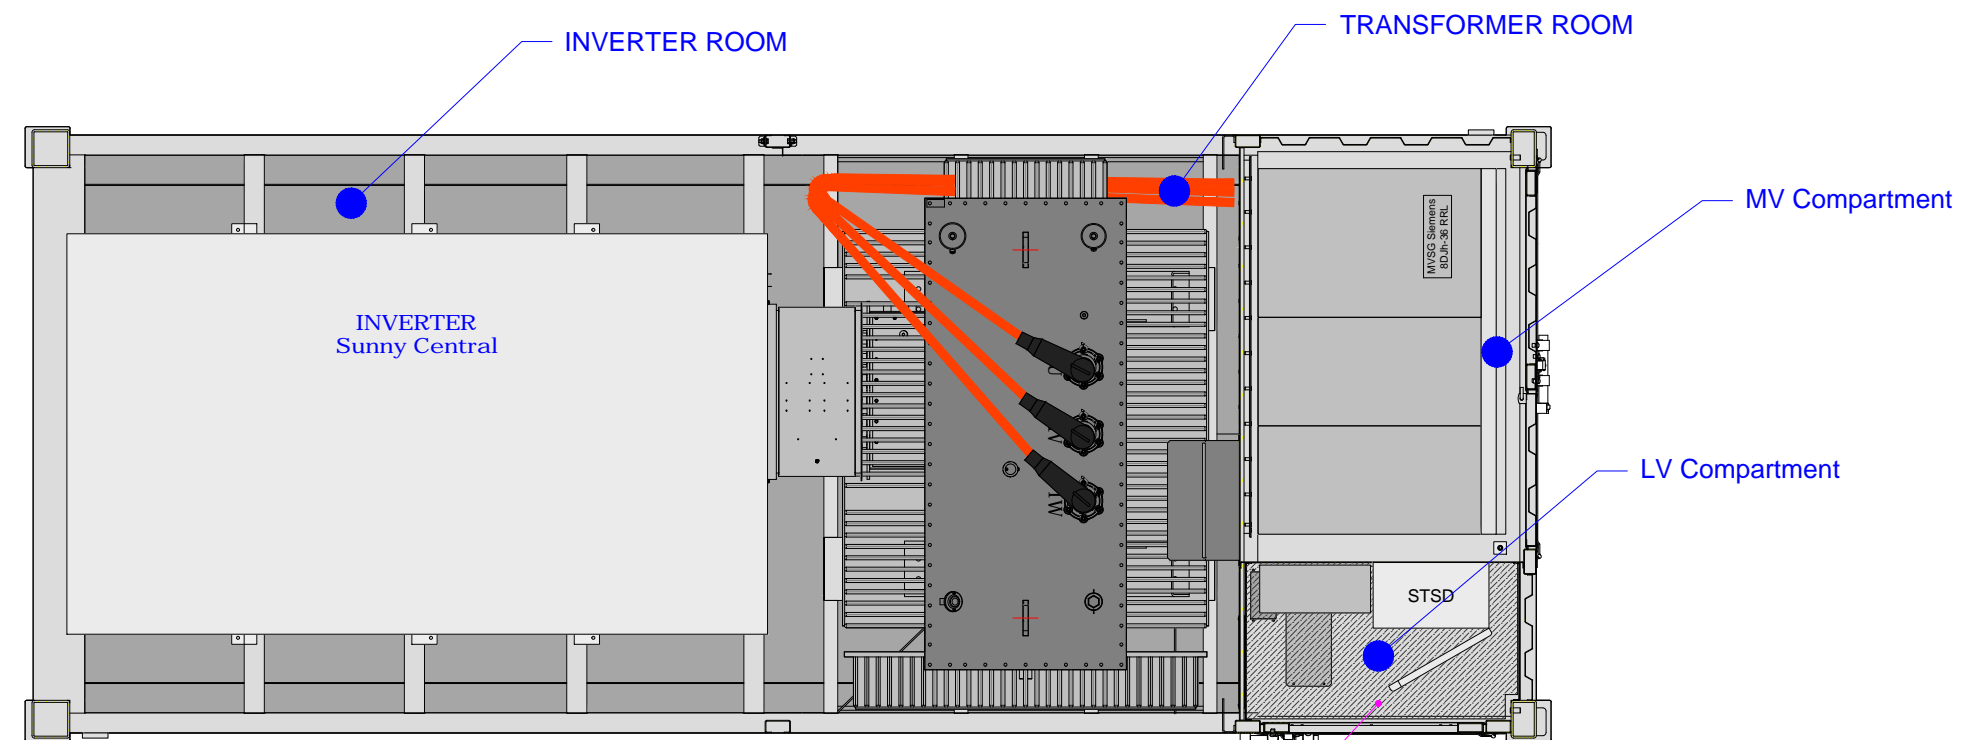 TRANSFORMER ROOM
INVERTER ROOM
MV Compartment
MVSG Siemens
8DJh-36 RRL
INVERTER
Sunny Central
LV Compartment
STSD